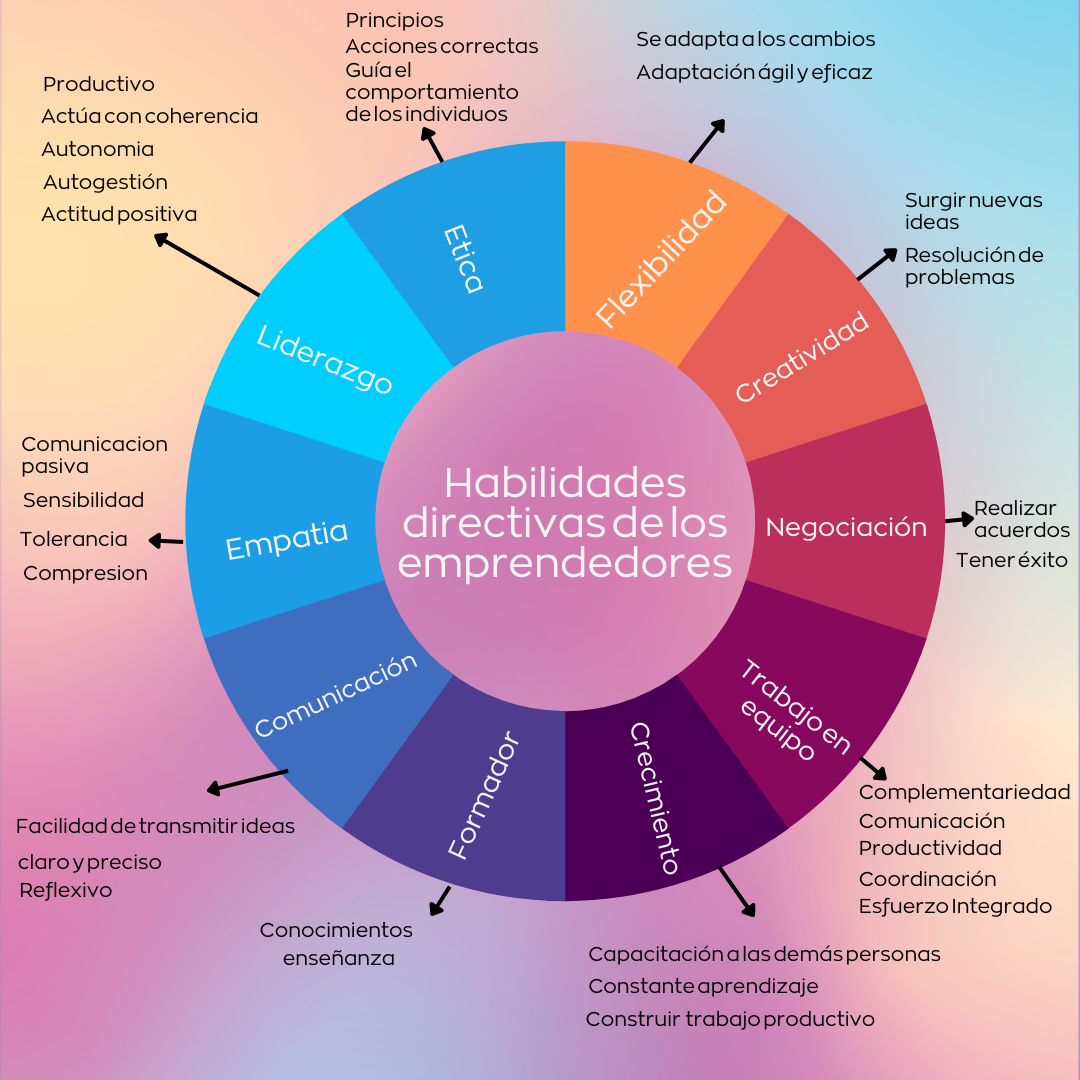 Habilidades
directivas de los
emprendedores
Flexibilidad
Se adapta a los cambios
Adaptación ágil y eficaz
Creatividad
Surgir nuevas
ideas
Resolución de
problemas
Negociación
Realizar
acuerdos
Tener éxito
Trabajo en
equipo
Complementariedad
Comunicación
Productividad
Coordinación
Esfuerzo Integrado
Crecimiento
Capacitación a las demás personas
Constante aprendizaje
Construir trabajo productivo
Formador
Conocimientos
enseñanza
Comunicación
Facilidad de transmitir ideas
claro y preciso
Reflexivo
Empatia
Comunicacion
pasiva
Sensibilidad
Tolerancia
Compresion
Liderazgo
Productivo
Actúa con coherencia
Autonomia
Autogestión
Actitud positiva
Etica
Principios
Acciones correctas
Guía el
comportamiento
de los individuos